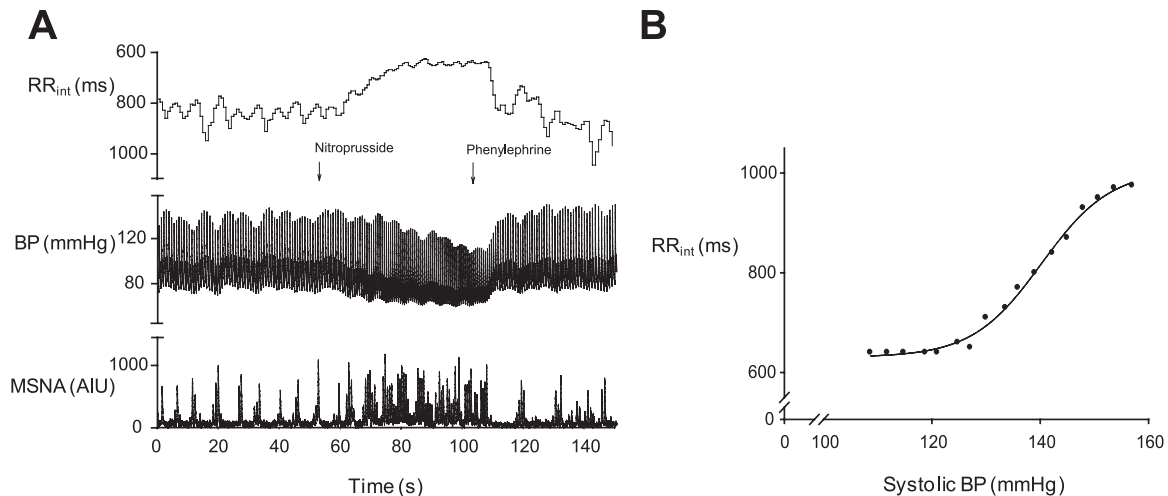 A
600
RRint (ms)
800
1000
Nitroprusside
Phenylephrine
BP (mmHg)
120
80
MSNA (AIU)
1000
0
0 20 40 60 80 100 120 140
Time (s)
B
1000
RRint (ms)
800
600
0
0 100 120 140 160
Systolic BP (mmHg)